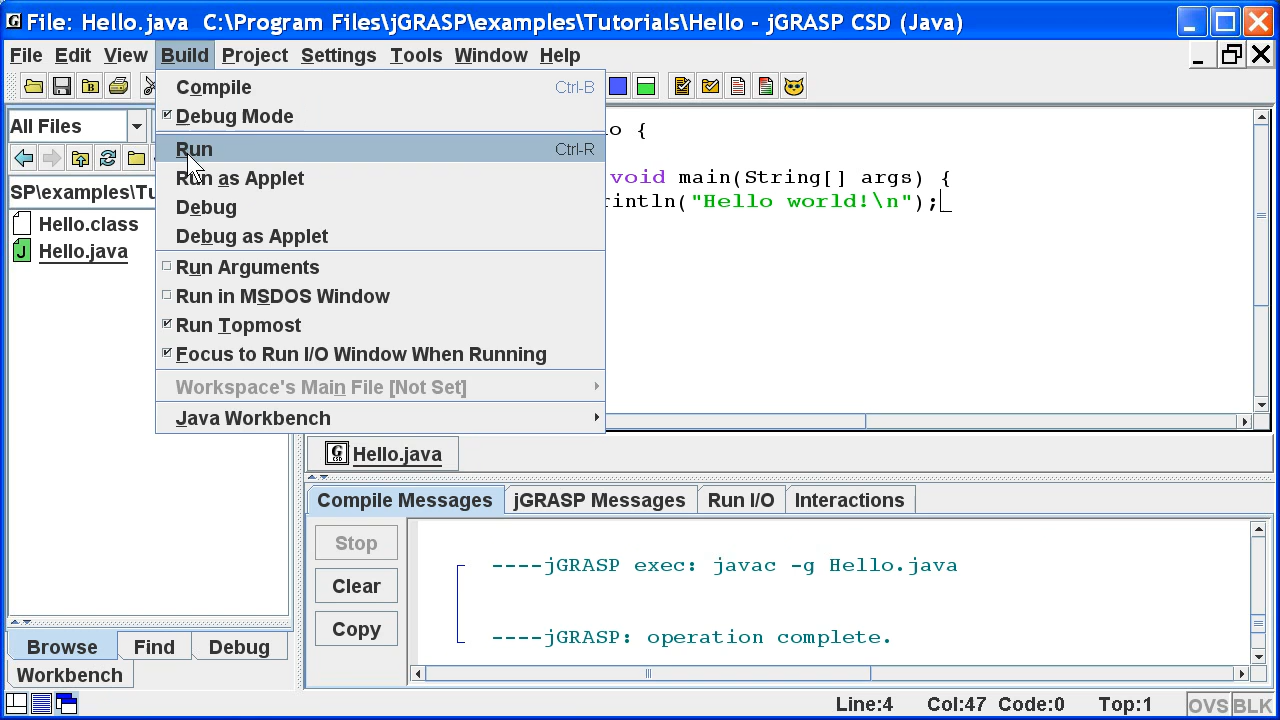 File: Hello.java  C:\Program Files\jGRASP\examples\Tutorials\Hello - jGRASP CSD (Java)
File Edit View Build Project Settings Tools Window Help
Compile Ctrl-B
All Files
Debug Mode
o {
Run Ctrl-R
Run as Applet
void main(String[] args) {
SP\examples\Tu
Debug
intln("Hello world!\n");
Hello.class
Debug as Applet
Hello.java
Run Arguments
Run in MSDOS Window
Run Topmost
Focus to Run I/O Window When Running
Workspace's Main File [Not Set]
Java Workbench
Hello.java
Compile Messages jGRASP Messages Run I/O Interactions
Stop
Clear
Copy
----jGRASP exec: javac -g Hello.java
----jGRASP: operation complete.
Browse Find Debug
Workbench
Line:4 Col:47 Code:0 Top:1 OVS BLK